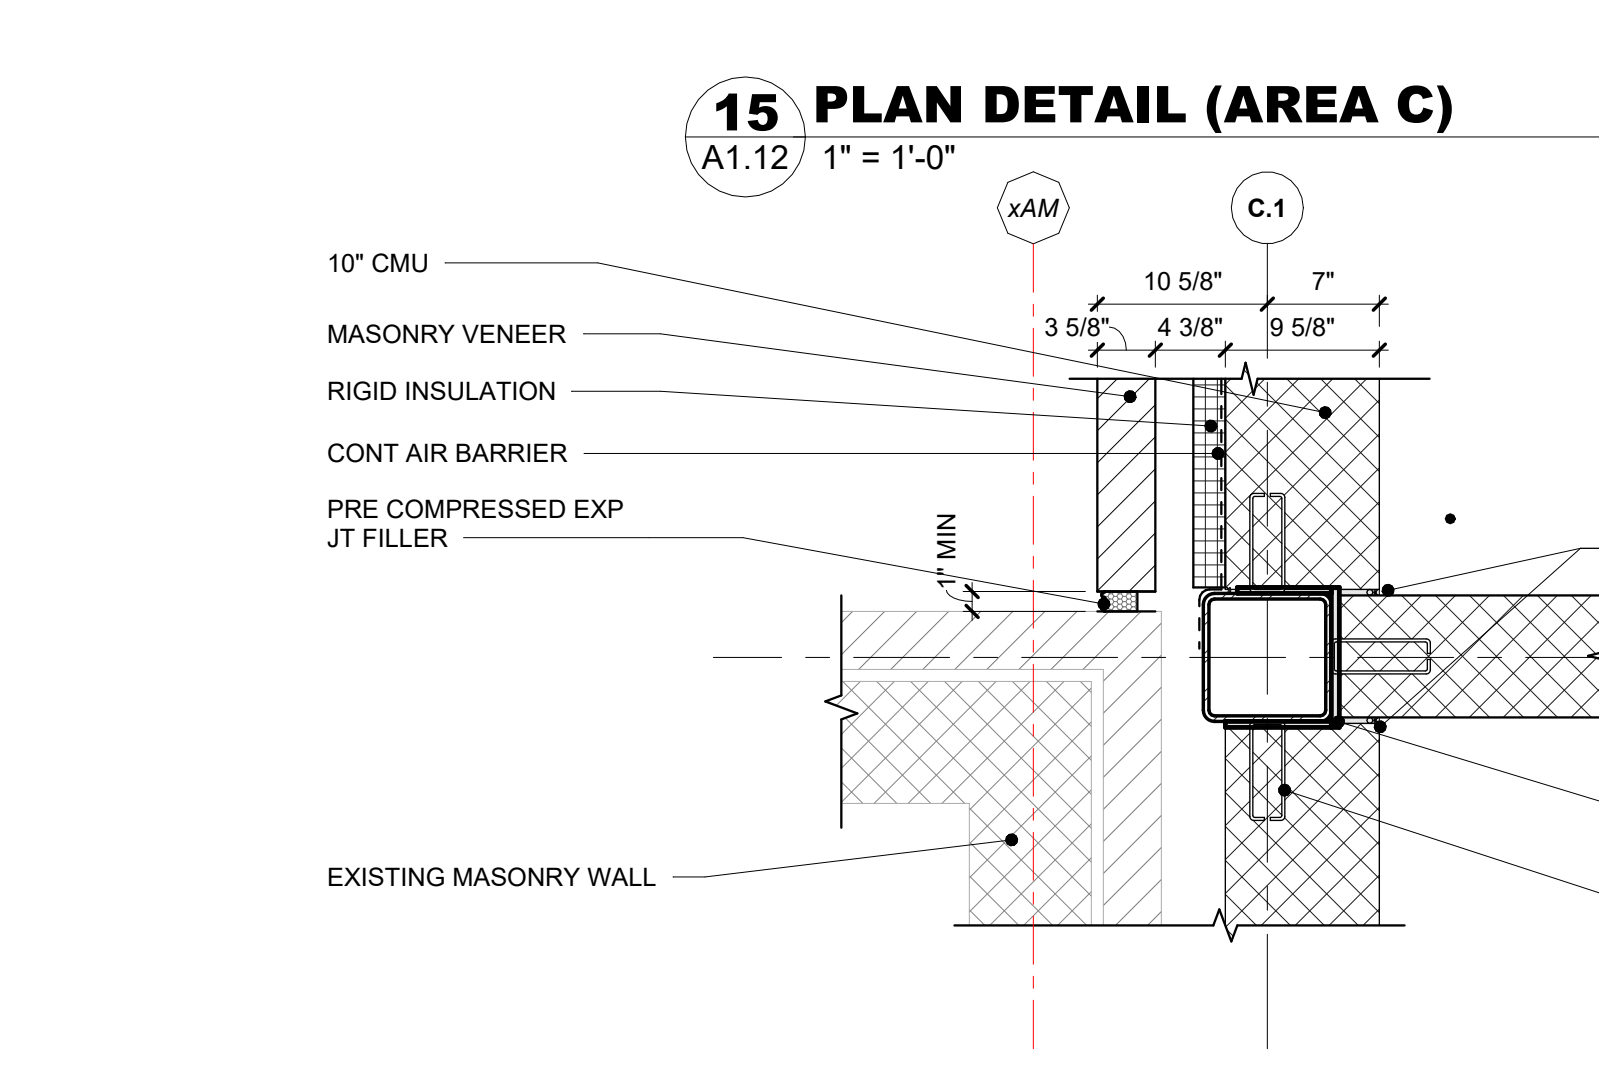 15 PLAN DETAIL (AREA C)
A1.12 1" = 1'-0"
xAM C.1
10" CMU
10 5/8" 7"
MASONRY VENEER
3 5/8" 4 3/8" 9 5/8"
RIGID INSULATION
CONT AIR BARRIER
PRE COMPRESSED EXP
JT FILLER
1" MIN
EXISTING MASONRY WALL